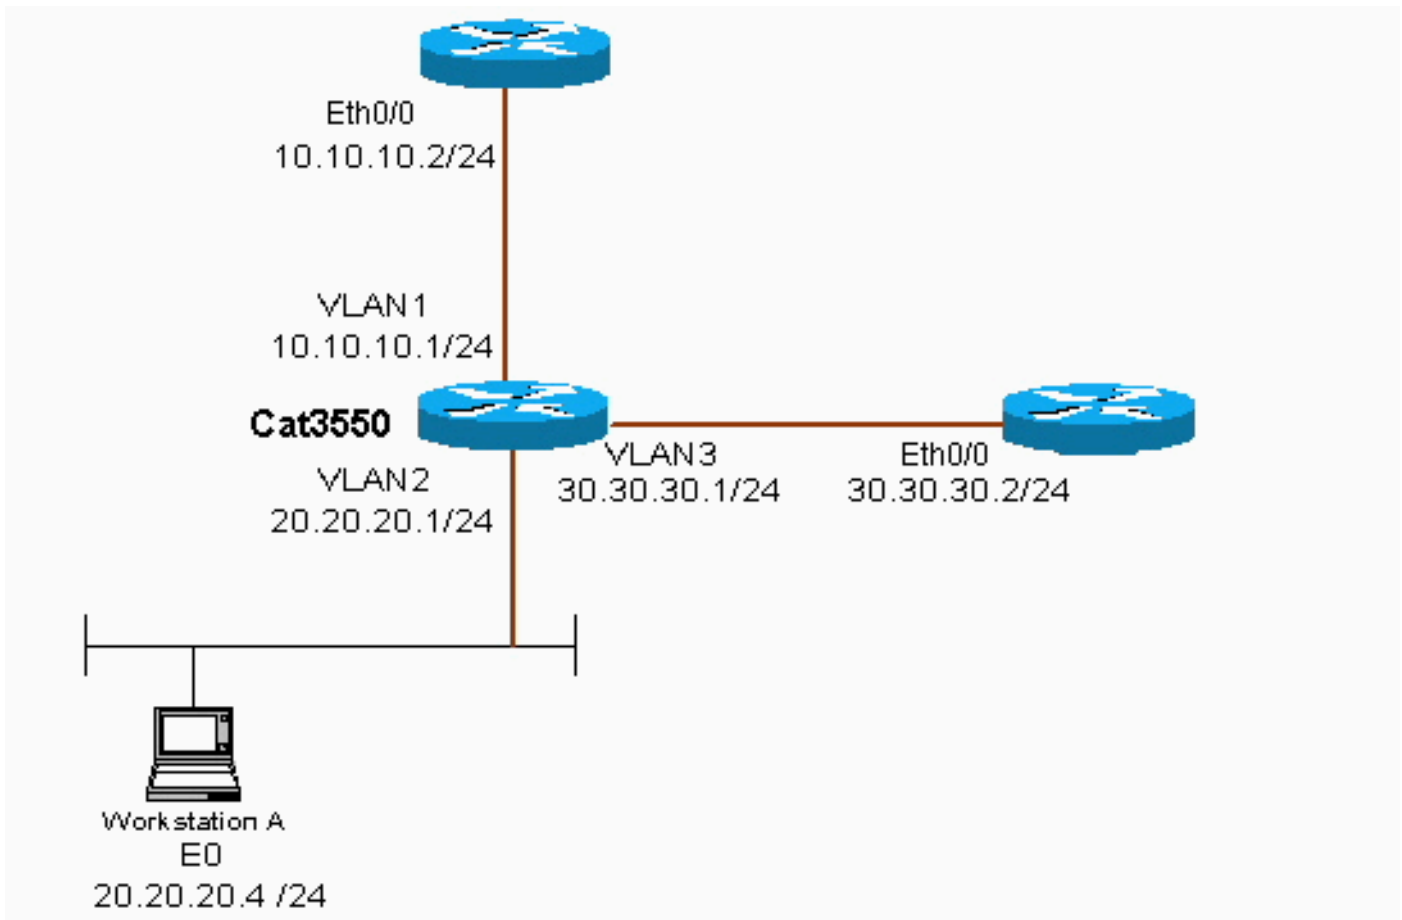 Eth0/0
10.10.10.2/24
VLAN1
10.10.10.1/24
Cat3550
VLAN2
20.20.20.1/24
VLAN3
30.30.30.1/24
Eth0/0
30.30.30.2/24
Workstation A
E0
20.20.20.4 /24